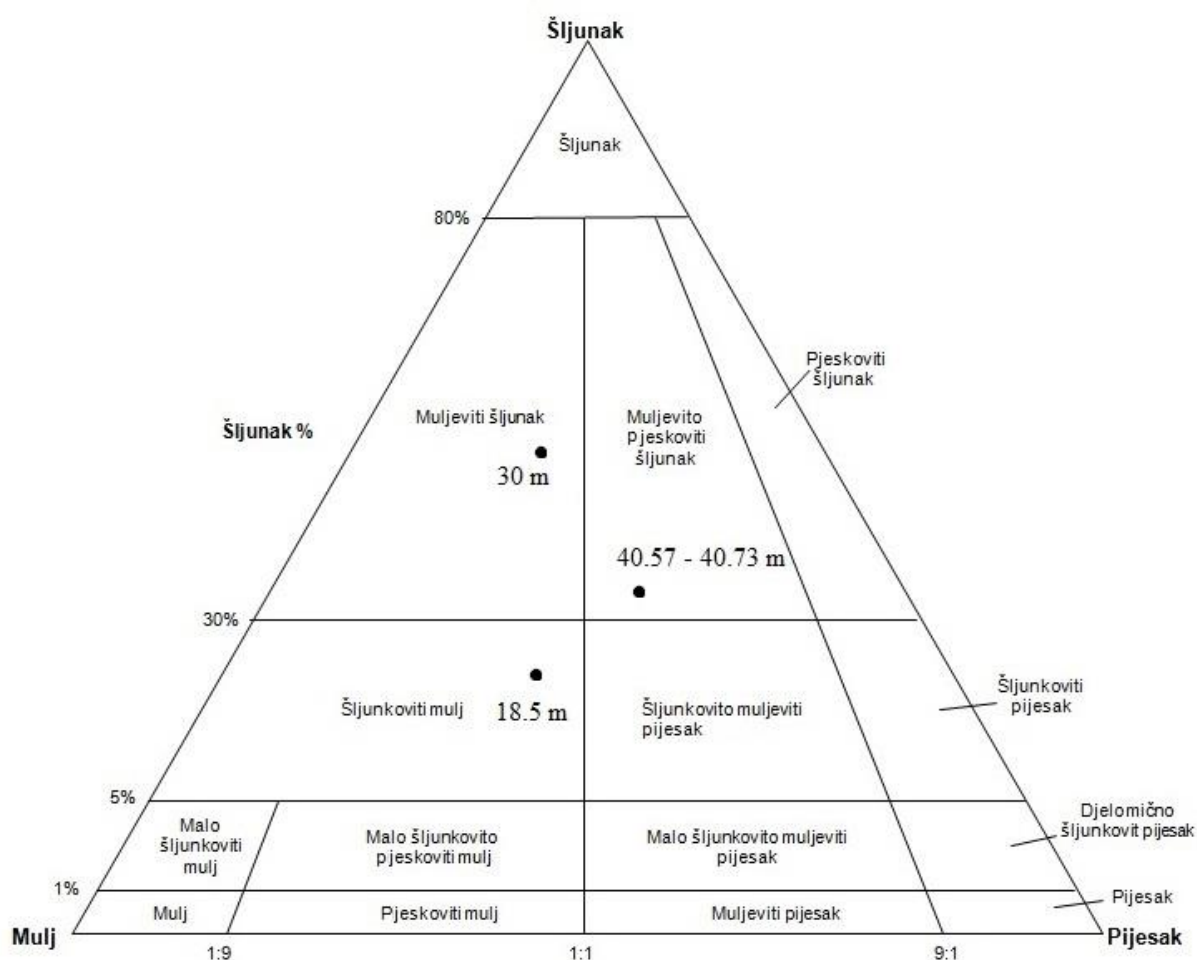 Šljunak
Šljunak
80%
Pjeskoviti
šljunak
Muljeviti šljunak
Muljevito
pjeskoviti
šljunak
Šljunak %
30 m
40.57 - 40.73 m
30%
Šljunkoviti
pijesak
Šljunkoviti mulj
18.5 m
Šljunkovito muljeviti
pijesak
5%
Malo
šljunkoviti
mulj
Malo šljunkovito
pjeskoviti mulj
Malo šljunkovito muljeviti
pijesak
Djelomično
šljunkovit pijesak
1%
Mulj
Pjeskoviti mulj
Muljeviti pijesak
Pijesak
Mulj
Pijesak
1:9
1:1
9:1